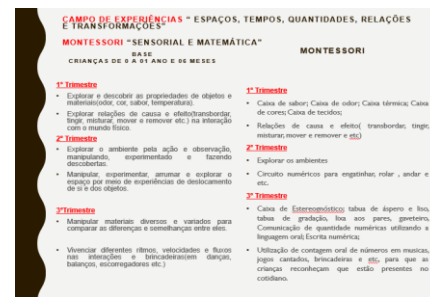 CAMPO DE EXPERIÊNCIAS “ ESPAÇOS, TEMPOS, QUANTIDADES, RELAÇÕES
E TRANSFORMAÇÕES”
MONTESSORI “SENSORIAL E MATEMÁTICA”
BASE
CRIANÇAS DE 0 A 01 ANO E 06 MESES
1º Trimestre
• Explorar e descobrir as propriedades de objetos e
materiais(odor, cor, sabor, temperatura).
• Explorar relações de causa e efeito(transbordar,
tingir, misturar, mover e remover etc.) na interação
com o mundo físico.
2º Trimestre
• Explorar o ambiente pela ação e observação,
manipulando, experimentado e fazendo
descobertas.
• Manipular, experimentar, arrumar e explorar o
espaço por meio de experiências de deslocamento
de si e dos objetos.
3ºTrimestre
• Manipular materiais diversos e variados para
comparar as diferenças e semelhanças entre eles.
• Vivenciar diferentes ritmos, velocidades e fluxos
nas interações e brincadeiras(em danças,
balanços, escorregadores etc.)
MONTESSORI
1º Trimestre
• Caixa de sabor; Caixa de odor; Caixa térmica; Caixa
de cores; Caixa de tecidos;
• Relações de causa e efeito( transbordar, tingir,
misturar, mover e remover e etc)
2º Trimestre
• Explorar os ambientes
• Circuito numéricos para engatinhar, rolar , andar e
etc.
3º Trimestre
• Caixa de Estereognóstico; tabua de áspero e liso,
tabua de gradação, loa aos pares, gaveteiro,
Comunicação de quantidade numéricas utilizando a
linguagem oral; Escrita numérica;
• Utilização de contagem oral de números em musicas,
jogos cantados, brincadeiras e etc, para que as
crianças reconheçam que estão presentes no
cotidiano.